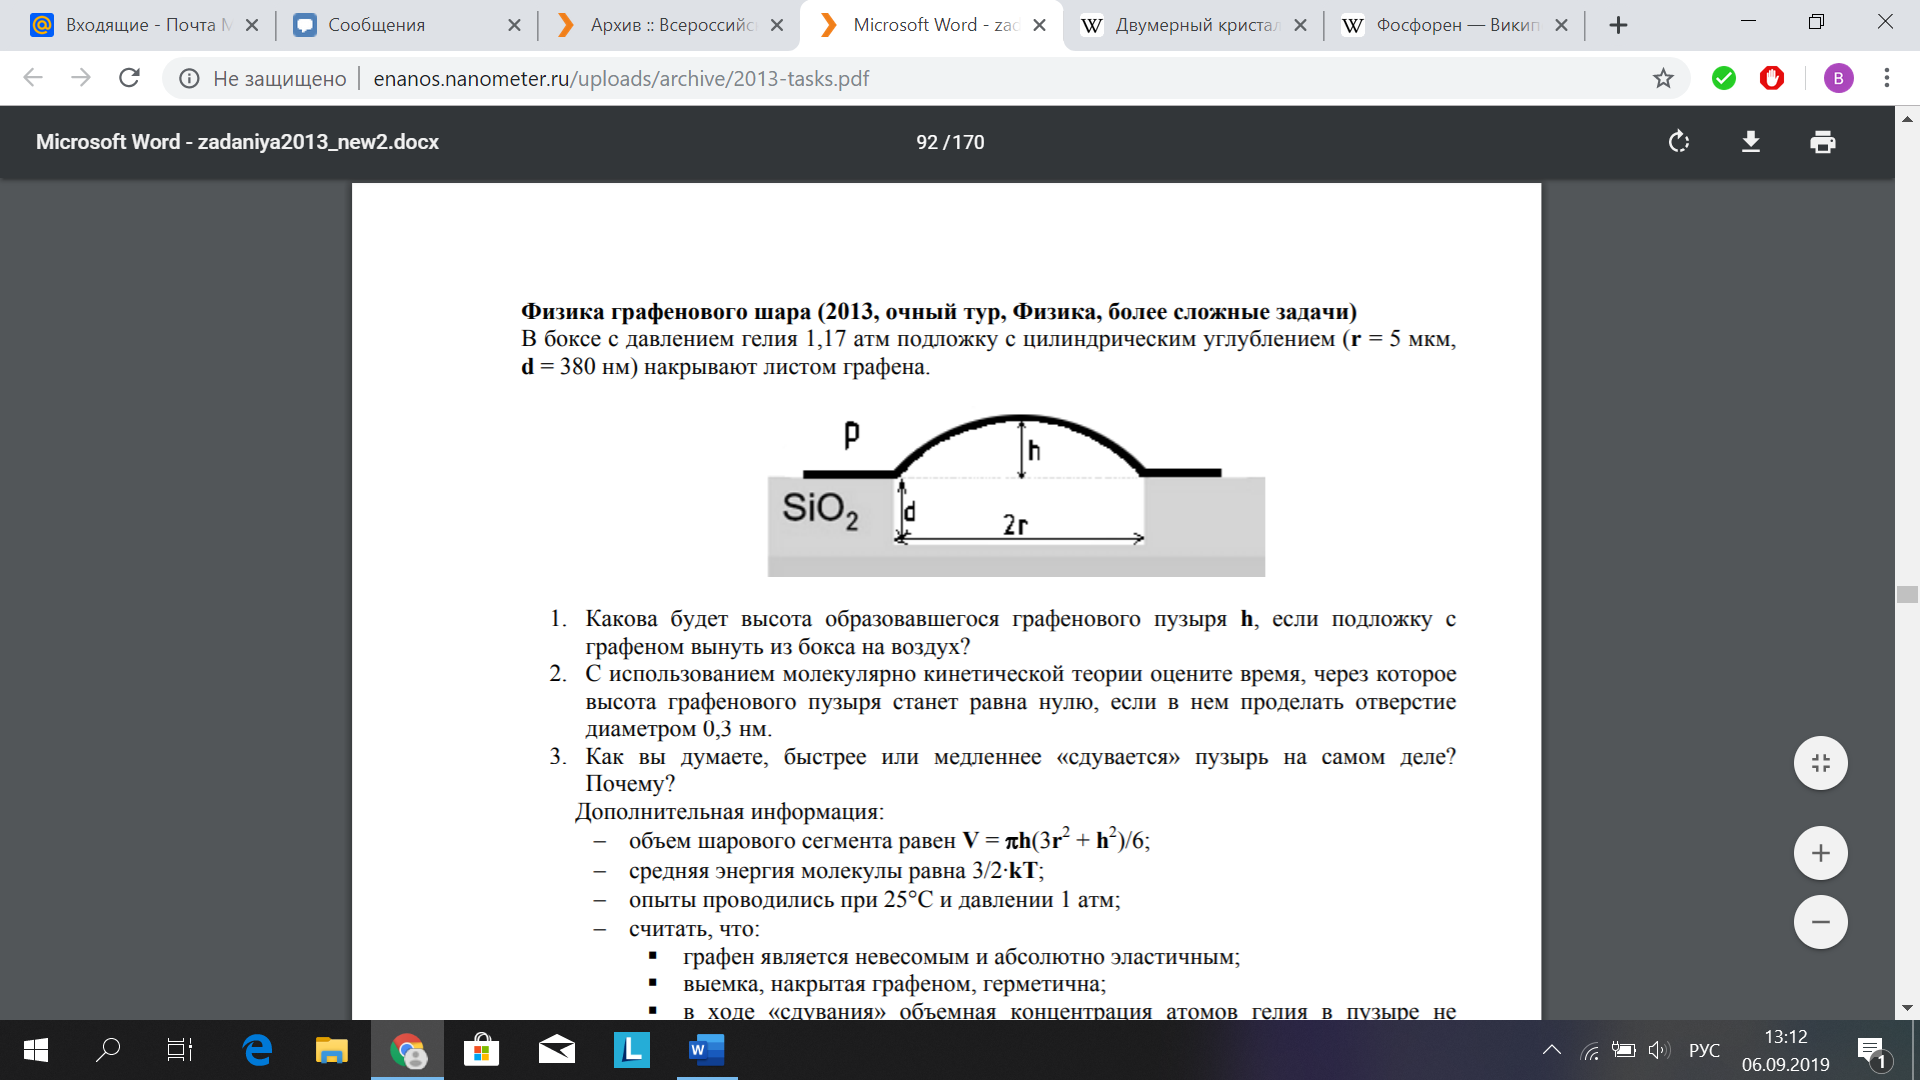 Входящие - Почта M
Сообщения
Архив :: Всероссийс
Microsoft Word - zad
Двумерный кристал
Фосфорен — Викип
Не защищено
enanos.nanometer.ru/uploads/archive/2013-tasks.pdf
B
Microsoft Word - zadaniya2013_new2.docx
92 / 170
Физика графенового шара (2013, очный тур, Физика, более сложные задачи)
В боксе с давлением гелия 1,17 атм подложку с цилиндрическим углублением (r = 5 мкм,
d = 380 нм) накрывают листом графена.
p
h
SiO2
d
2r
1. Какова будет высота образовавшегося графенового пузыря h, если подложку с
графеном вынуть из бокса на воздух?
2. С использованием молекулярно кинетической теории оцените время, через которое
высота графенового пузыря станет равна нулю, если в нем проделать отверстие
диаметром 0,3 нм.
3. Как вы думаете, быстрее или медленнее «сдувается» пузырь на самом деле?
Почему?
Дополнительная информация:
– объем шарового сегмента равен V = πh(3r2 + h2)/6;
– средняя энергия молекулы равна 3/2·kT;
– опыты проводились при 25°С и давлении 1 атм;
– считать, что:
▪ графен является невесомым и абсолютно эластичным;
▪ выемка, накрытая графеном, герметична;
▪ в ходе «сдувания» объемная концентрация атомов гелия в пузыре не
L
W
РУС
13:12
06.09.2019
1